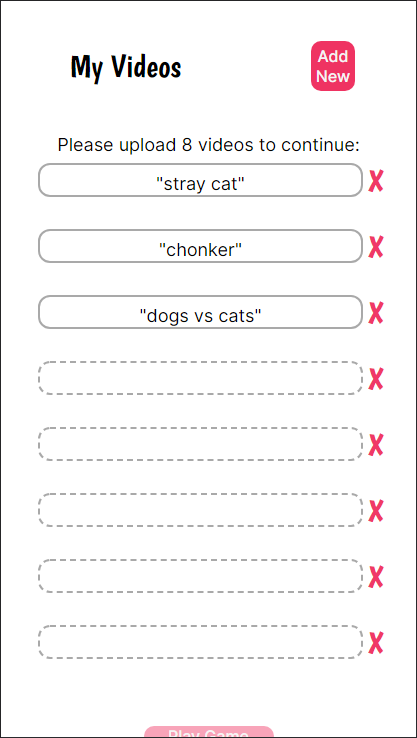 My Videos
Add
New
Please upload 8 videos to continue:
"stray cat"
X
"chonker"
X
"dogs vs cats"
X
X
X
X
X
X
Play Game